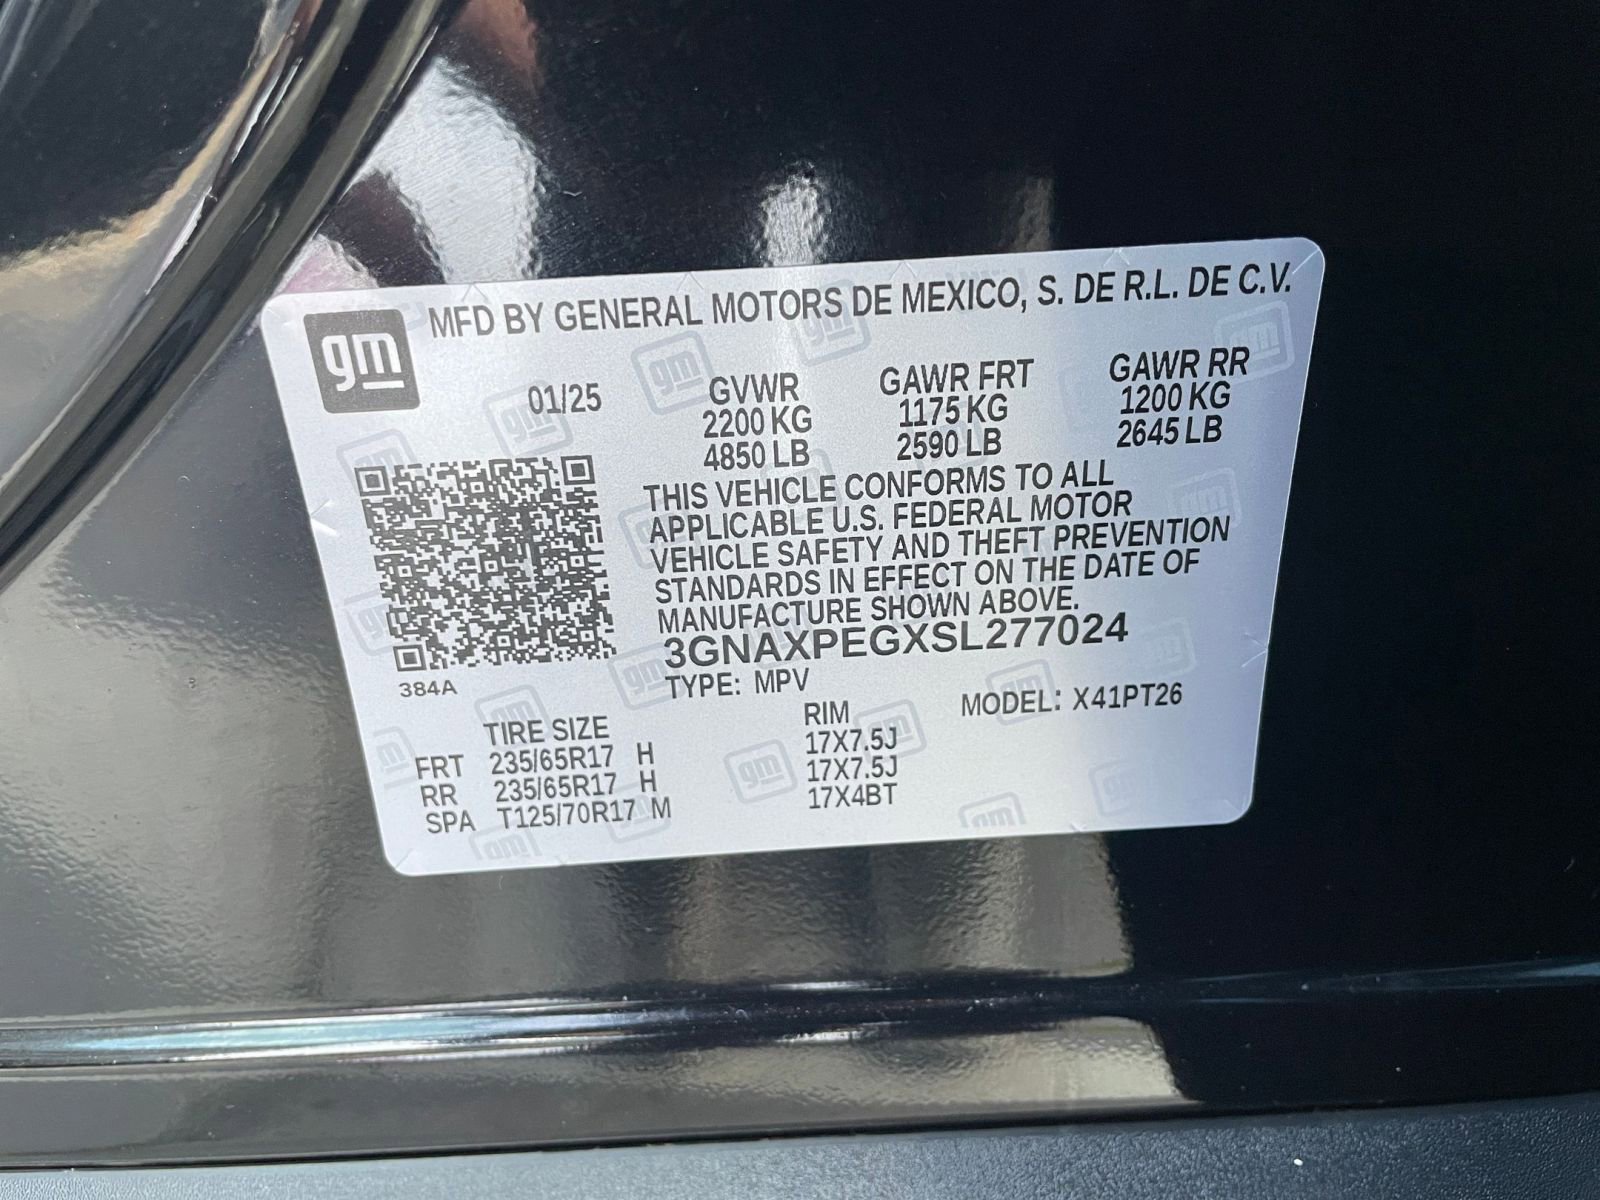 gm
MFD BY GENERAL MOTORS DE MEXICO, S. DE R.L. DE C.V.
01/25
GVWR
2200 KG
4850 LB
GAWR FRT
1175 KG
2590 LB
GAWR RR
1200 KG
2645 LB
THIS VEHICLE CONFORMS TO ALL
APPLICABLE U.S. FEDERAL MOTOR
VEHICLE SAFETY AND THEFT PREVENTION
STANDARDS IN EFFECT ON THE DATE OF
MANUFACTURE SHOWN ABOVE.
3GNAXPEGXSL277024
384A
TYPE: MPV
MODEL: X41PT26
TIRE SIZE RIM
FRT 235/65R17 H 17X7.5J
RR 235/65R17 H 17X7.5J
SPA T125/70R17 M 17X4BT